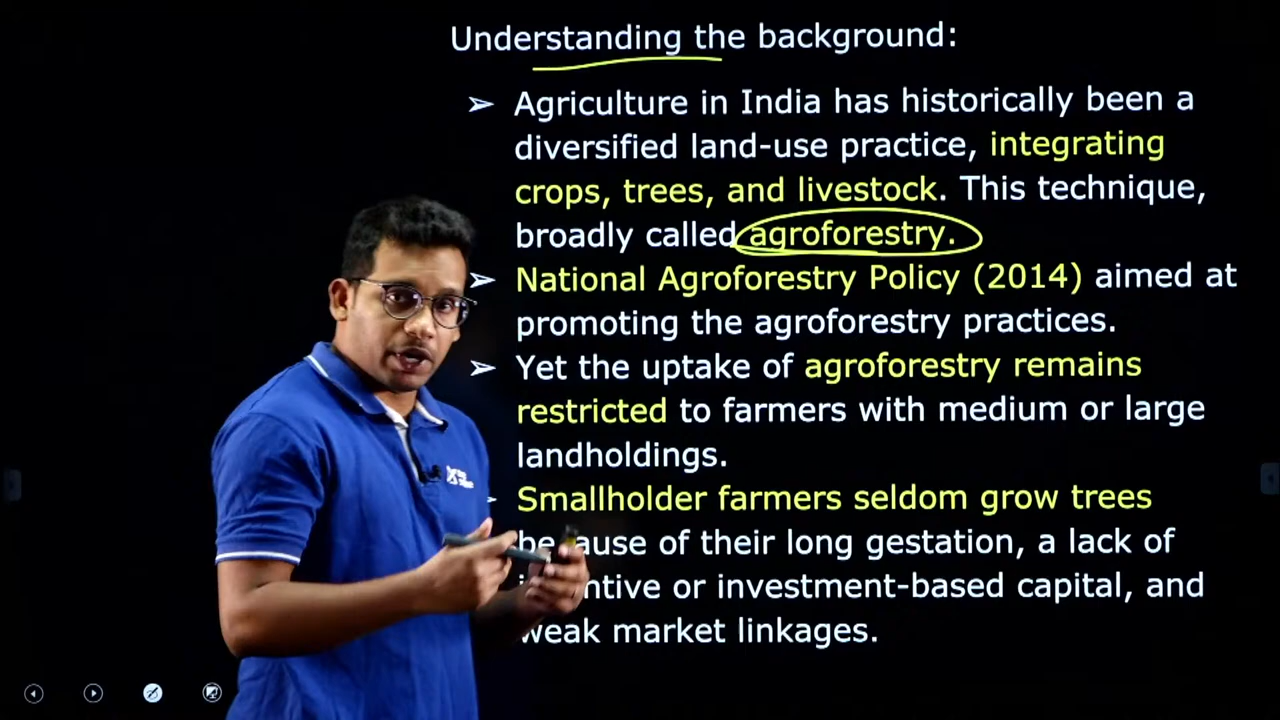 Understanding the background:
➢ Agriculture in India has historically been a
diversified land-use practice, integrating
crops, trees, and livestock. This technique,
broadly called agroforestry.
➢ National Agroforestry Policy (2014) aimed at
promoting the agroforestry practices.
➢ Yet the uptake of agroforestry remains
restricted to farmers with medium or large
landholdings.
Smallholder farmers seldom grow trees
of their long gestation, a lack of
or investment-based capital, and
weak market linkages.